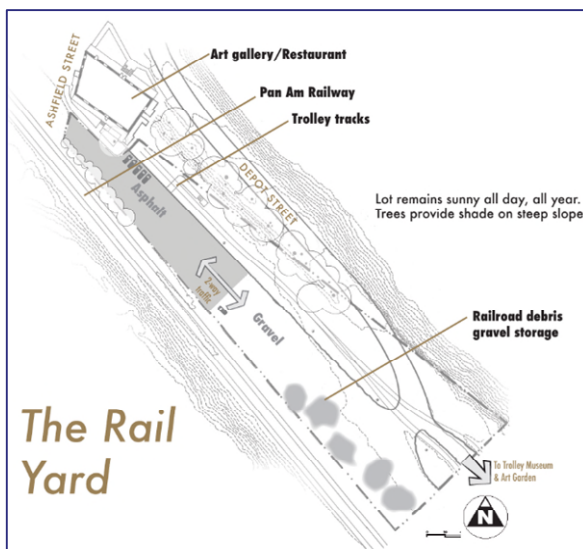 ASHFIELD STREET
Art gallery/Restaurant
Pan Am Railway
Trolley tracks
DEPOT STREET
Lot remains sunny all day, all year.
Trees provide shade on steep slope
Asphalt
2 way
traffic
Gravel
Railroad debris
gravel storage
The Rail
Yard
To Trolley Museum
& Art Garden
N